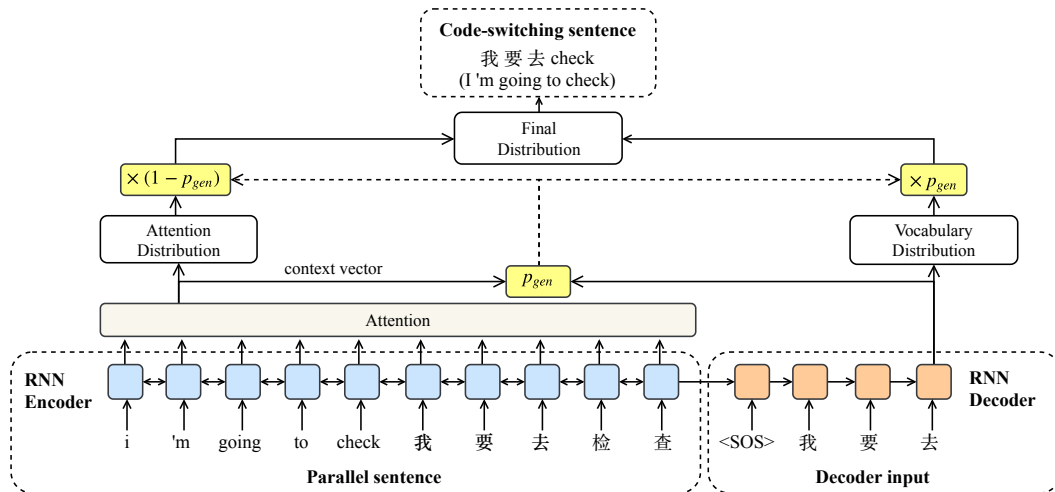 Code-switching sentence
我 要 去 check
(I 'm going to check)
Final
Distribution
× (1 − p_gen)
× p_gen
Attention
Distribution
Vocabulary
Distribution
context vector
p_gen
Attention
RNN
Encoder
RNN
Decoder
i 'm going to check 我 要 去 检 查
<SOS> 我 要 去
Parallel sentence
Decoder input